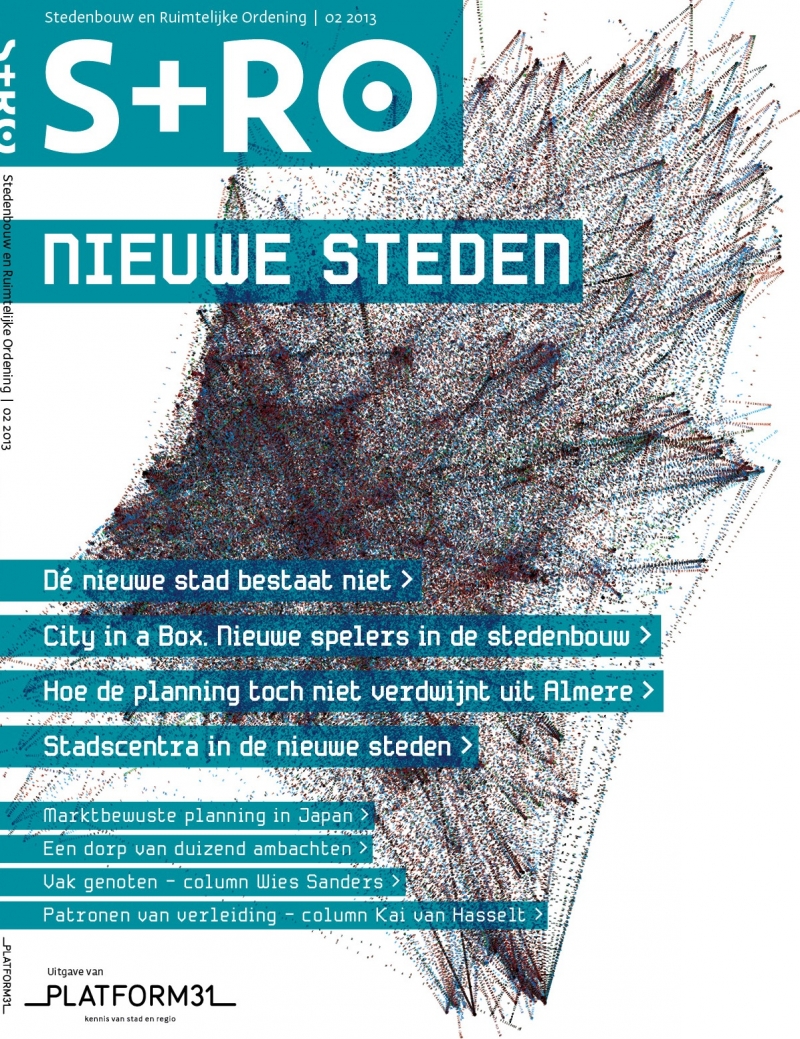 Stedenbouw en Ruimtelijke Ordening | 02 2013
S+RO
S+RO
Stedenbouw en Ruimtelijke Ordening | 02 2013
NIEUWE STEDEN
Dé nieuwe stad bestaat niet >
City in a Box. Nieuwe spelers in de stedenbouw >
Hoe de planning toch niet verdwijnt uit Almere >
Stadscentra in de nieuwe steden >
Marktbewuste planning in Japan >
Een dorp van duizend ambachten >
Vak genoten – column Wies Sanders >
Patronen van verleiding – column Kai van Hasselt >
Uitgave van
PLATFORM31
kennis van stad en regio
PLATFORM31